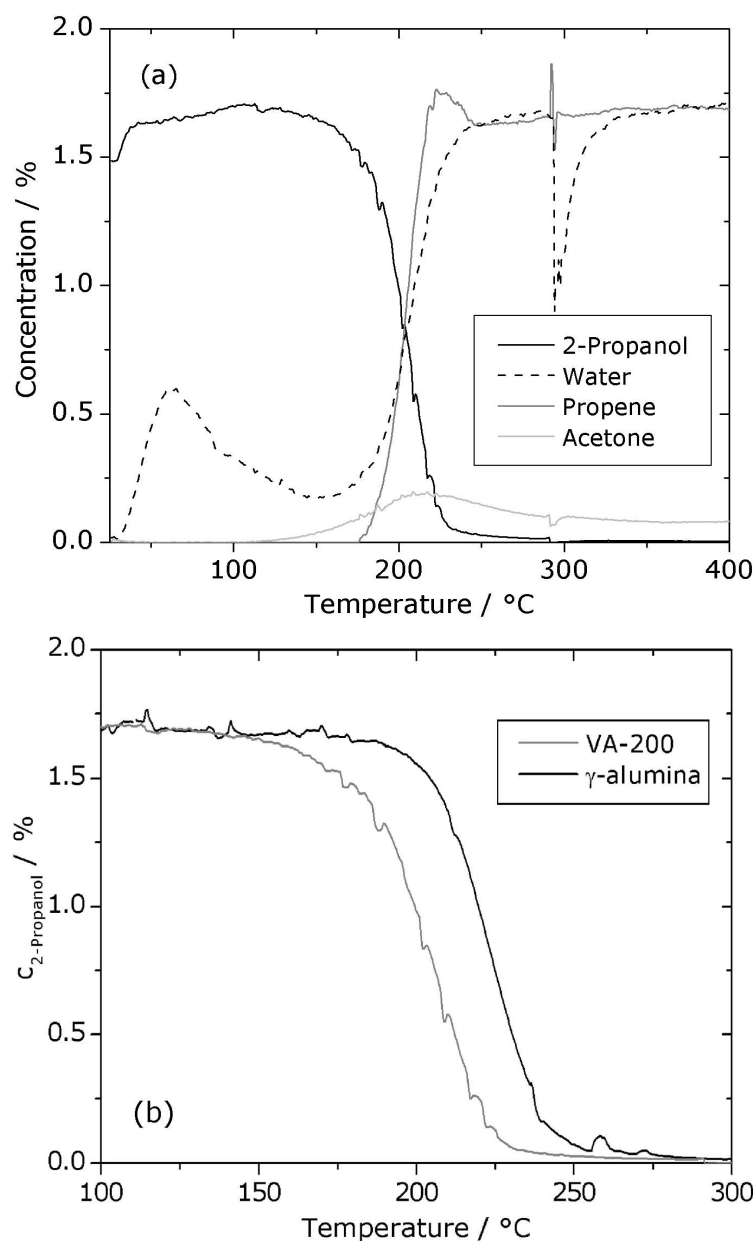 (a)
2.0
1.5
1.0
0.5
0.0
Concentration / %
2-Propanol
Water
Propene
Acetone
100
200
300
400
Temperature / °C
2.0
1.5
1.0
0.5
0.0
c2-Propanol / %
VA-200
γ-alumina
(b)
100
150
200
250
300
Temperature / °C